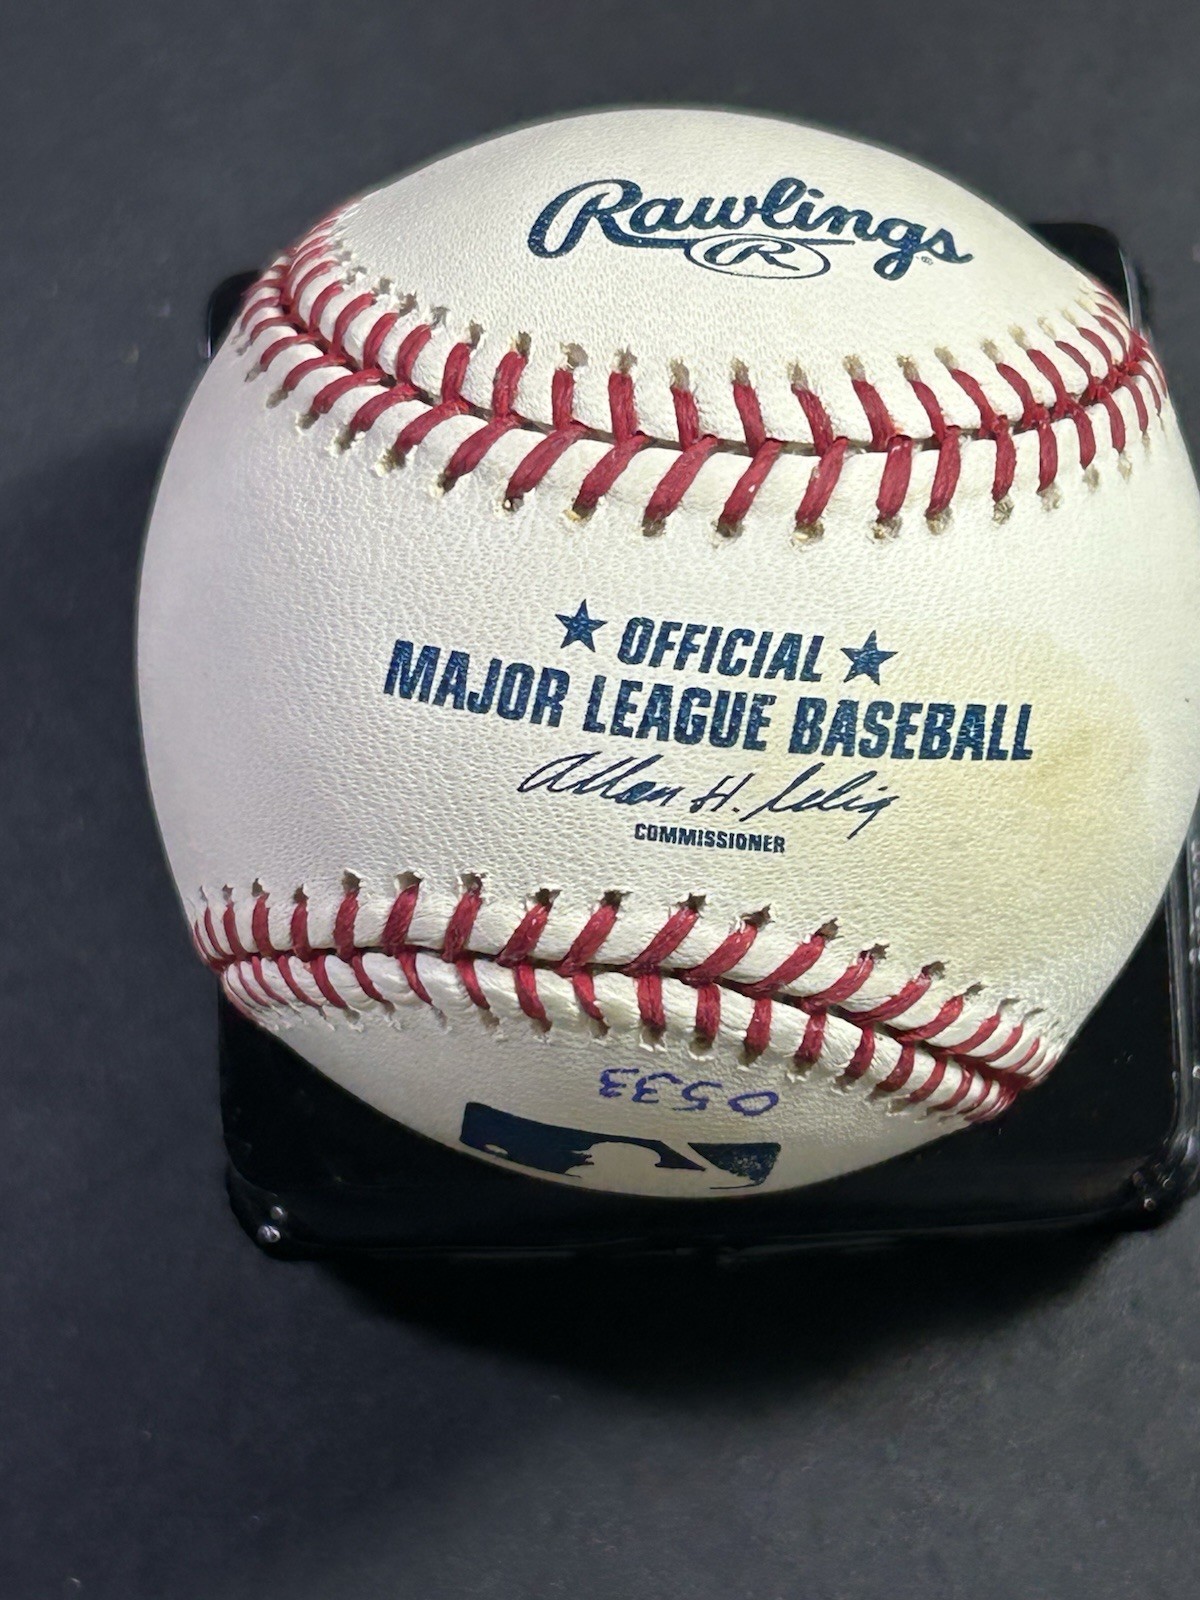 Rawlings
R
OFFICIAL
MAJOR LEAGUE BASEBALL
Allan H. Selig
COMMISSIONER
0533